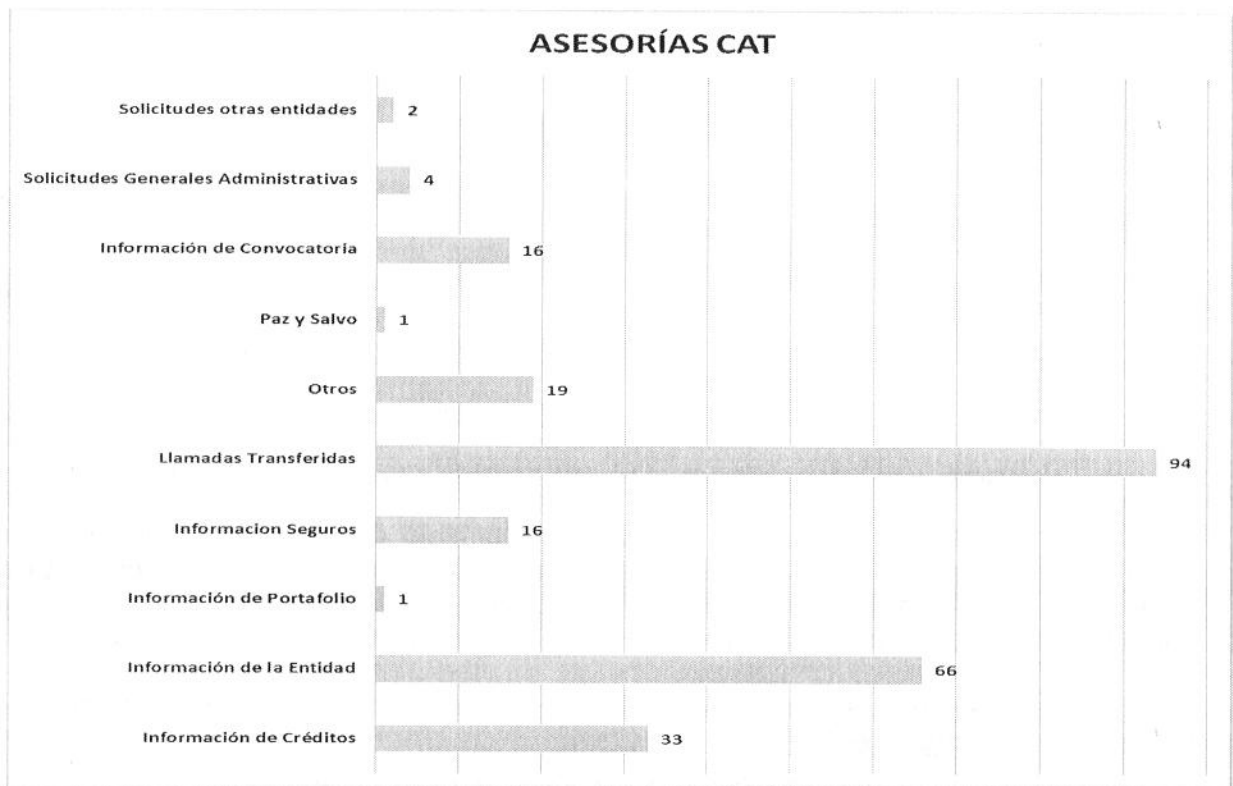 ASESORÍAS CAT
Solicitudes otras entidades 2
Solicitudes Generales Administrativas 4
Información de Convocatoria 16
Paz y Salvo 1
Otros 19
Llamadas Transferidas 94
Informacion Seguros 16
Información de Portafolio 1
Información de la Entidad 66
Información de Créditos 33